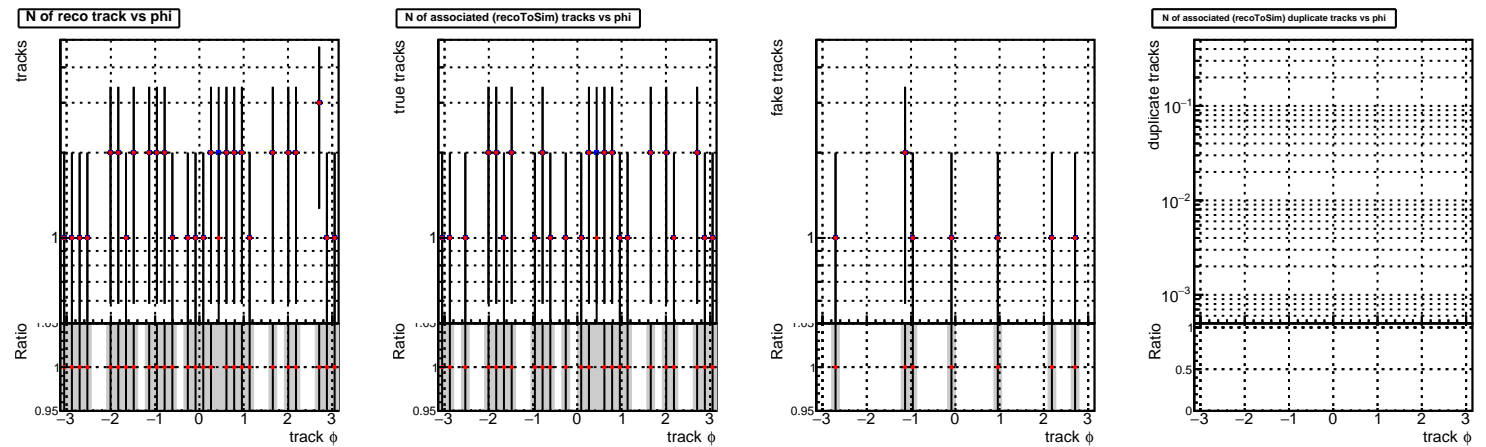 N of reco track vs phi
tracks
1
Ratio
1.05
1
0.95
−3 −2 −1 0 1 2 3
track ϕ
N of associated (recoToSim) tracks vs phi
true tracks
1
Ratio
1.05
1
0.95
−3 −2 −1 0 1 2 3
track ϕ
fake tracks
1
Ratio
1.05
1
0.95
−3 −2 −1 0 1 2 3
track ϕ
N of associated (recoToSim) duplicate tracks vs phi
duplicate tracks
10−1
10−2
10−3
Ratio
1
0.5
0
−3 −2 −1 0 1 2 3
track ϕ